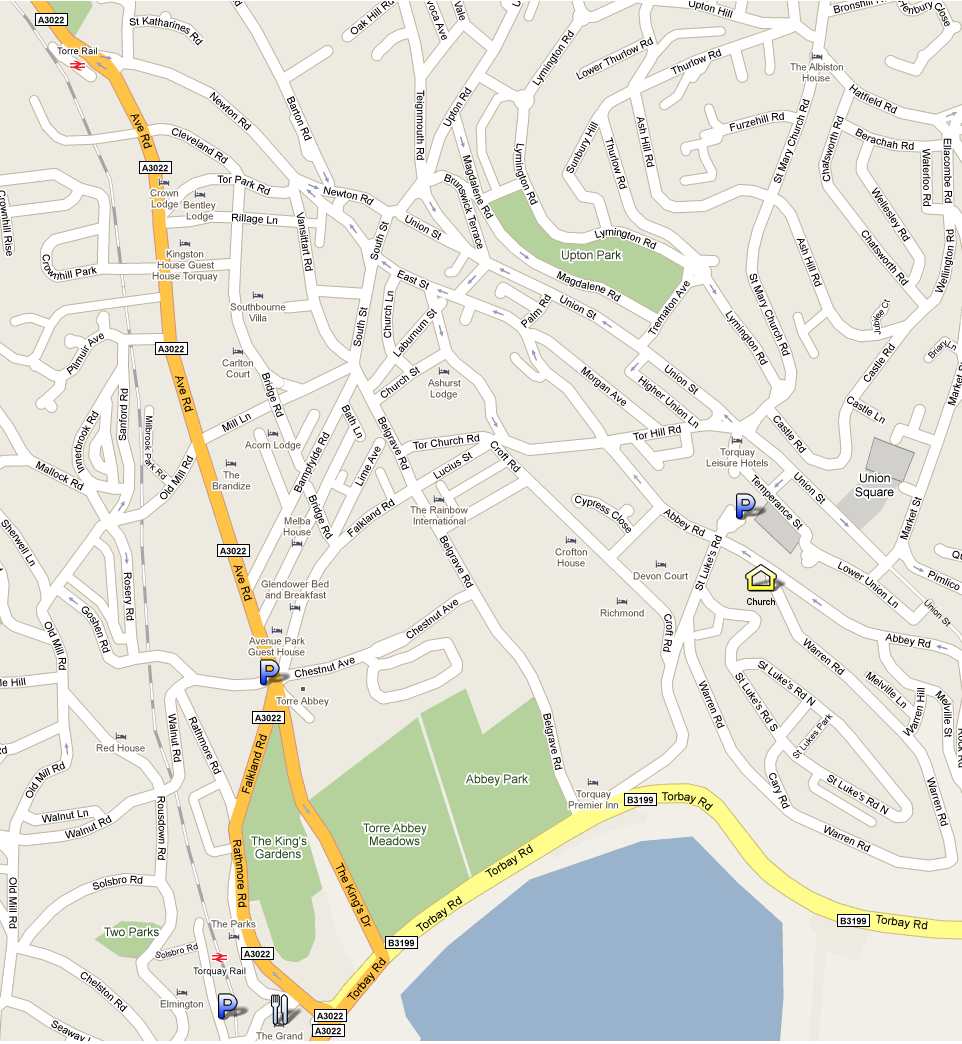 A3022
St Katharines Rd
Oak Hill Rd
Vale
Upton Hill
Torre Rail
Lymington Rd
Lower Thurlow Rd
Thurlow Rd
The Albiston
House
Hatfield Rd
Newton Rd
Barton Rd
Teignmouth Rd
Upton Rd
Ave Rd
Cleveland Rd
Furzehill Rd
Berachah Rd
St Mary Church Rd
Chatsworth Rd
Ellacombe Rd
Waterloo Rd
Sunbury Hill
Ash Hill Rd
Thurlow Rd
Lymington Rd
Magdalene Rd
Brunswick Terrace
A3022
Tor Park Rd
Newton Rd
Crown
Lodge
Bentley
Lodge
Rillage Ln
Vansittart Rd
South St
Union St
Crownhill Rise
Crownhill Park
Kingston
House Guest
House Torquay
Lymington Rd
Upton Park
Wellesley Rd
Chatsworth Rd
Ash Hill Rd
Wellington Rd
East St
Magdalene Rd
Southbourne
Villa
Church Ln
South St
Laburnum St
Palm Rd
Union St
Trematon Ave
Lymington Rd
St Mary Church Rd
Pilmuir Ave
A3022
Carlton
Court
Church St
Ashurst
Lodge
Morgan Ave
Union St
Higher Union Ln
Castle Rd
Market St
Ave Rd
Bridge Rd
Sanford Rd
Innerbrook Rd
Millbrook Park Rd
Mill Ln
Bath Ln
Belgrave Rd
Castle Ln
Castle Rd
Acorn Lodge
Bampfylde Rd
Lime Ave
Tor Church Rd
Tor Hill Rd
Croft Rd
Lucius St
Torquay
Leisure Hotels
Mallock Rd
Old Mill Rd
The
Brandize
Union
Square
Union St
Temperance St
Market St
Bridge Rd
Falkland Rd
The Rainbow
International
Cypress Close
Abbey Rd
P
Melba
House
Sherwell Ln
A3022
Ave Rd
Belgrave Rd
Crofton
House
Devon Court
St Luke's Rd
Church
Lower Union Ln
Pimlico
Union St
Glendower Bed
and Breakfast
Rosery Rd
Goshen Rd
Chestnut Ave
Richmond
Croft Rd
Abbey Rd
Old Mill Rd
Avenue Park
Guest House
P
Chestnut Ave
Torre Abbey
Warren Rd
Melville Ln
Warren Hill
Melville St
St Luke's Rd N
St Luke's Rd S
St Lukes Park
Warren Rd
A3022
Walnut Rd
Rathmore Rd
Falkland Rd
Belgrave Rd
Red House
Old Mill Rd
Abbey Park
Torquay
Premier Inn
B3199
Torbay Rd
Cary Rd
St Luke's Rd N
Warren Rd
Warren Rd
Walnut Ln
Walnut Rd
Rousdown Rd
The King's
Gardens
Torre Abbey
Meadows
Torbay Rd
Rathmore Rd
The King's Dr
Solsbro Rd
Old Mill Rd
Torbay Rd
B3199
Torbay Rd
Two Parks
The Parks
Solsbro Rd
A3022
B3199
Torquay Rail
Chelston Rd
Elmington
P
Torbay Rd
The Grand
A3022
A3022